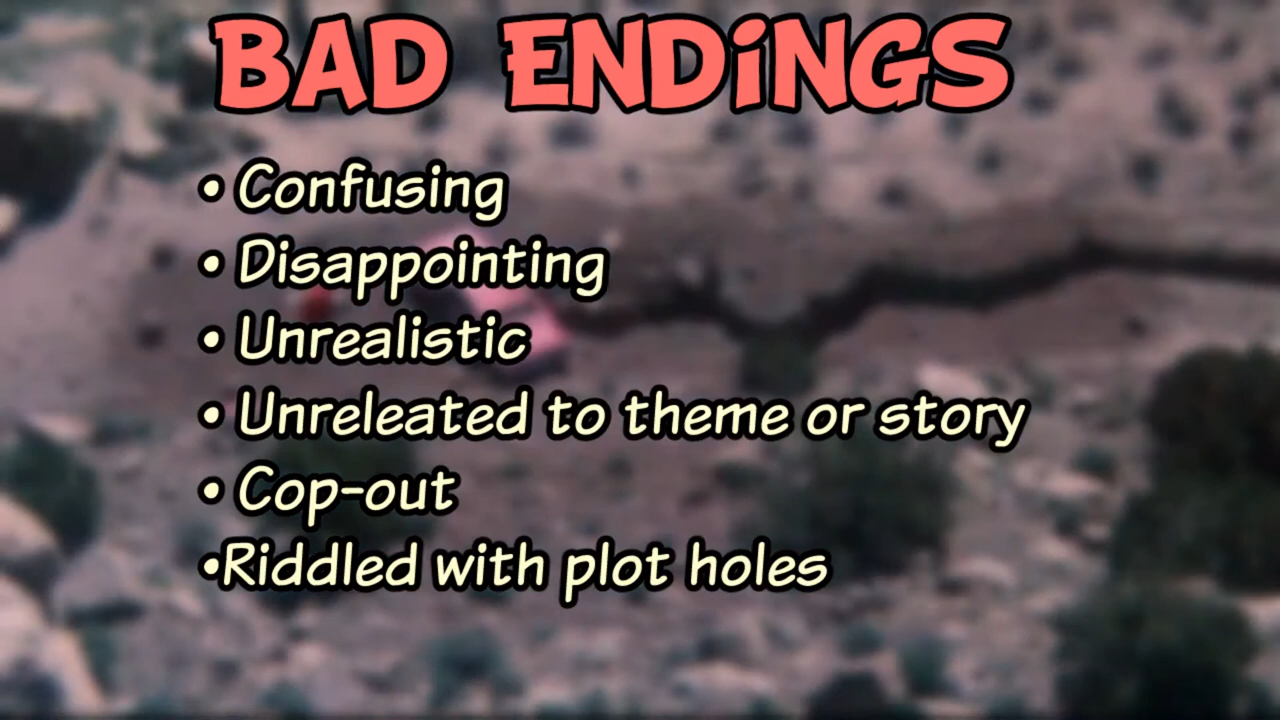 BAD ENDINGS
• Confusing
• Disappointing
• Unrealistic
• Unreleated to theme or story
• Cop-out
•Riddled with plot holes